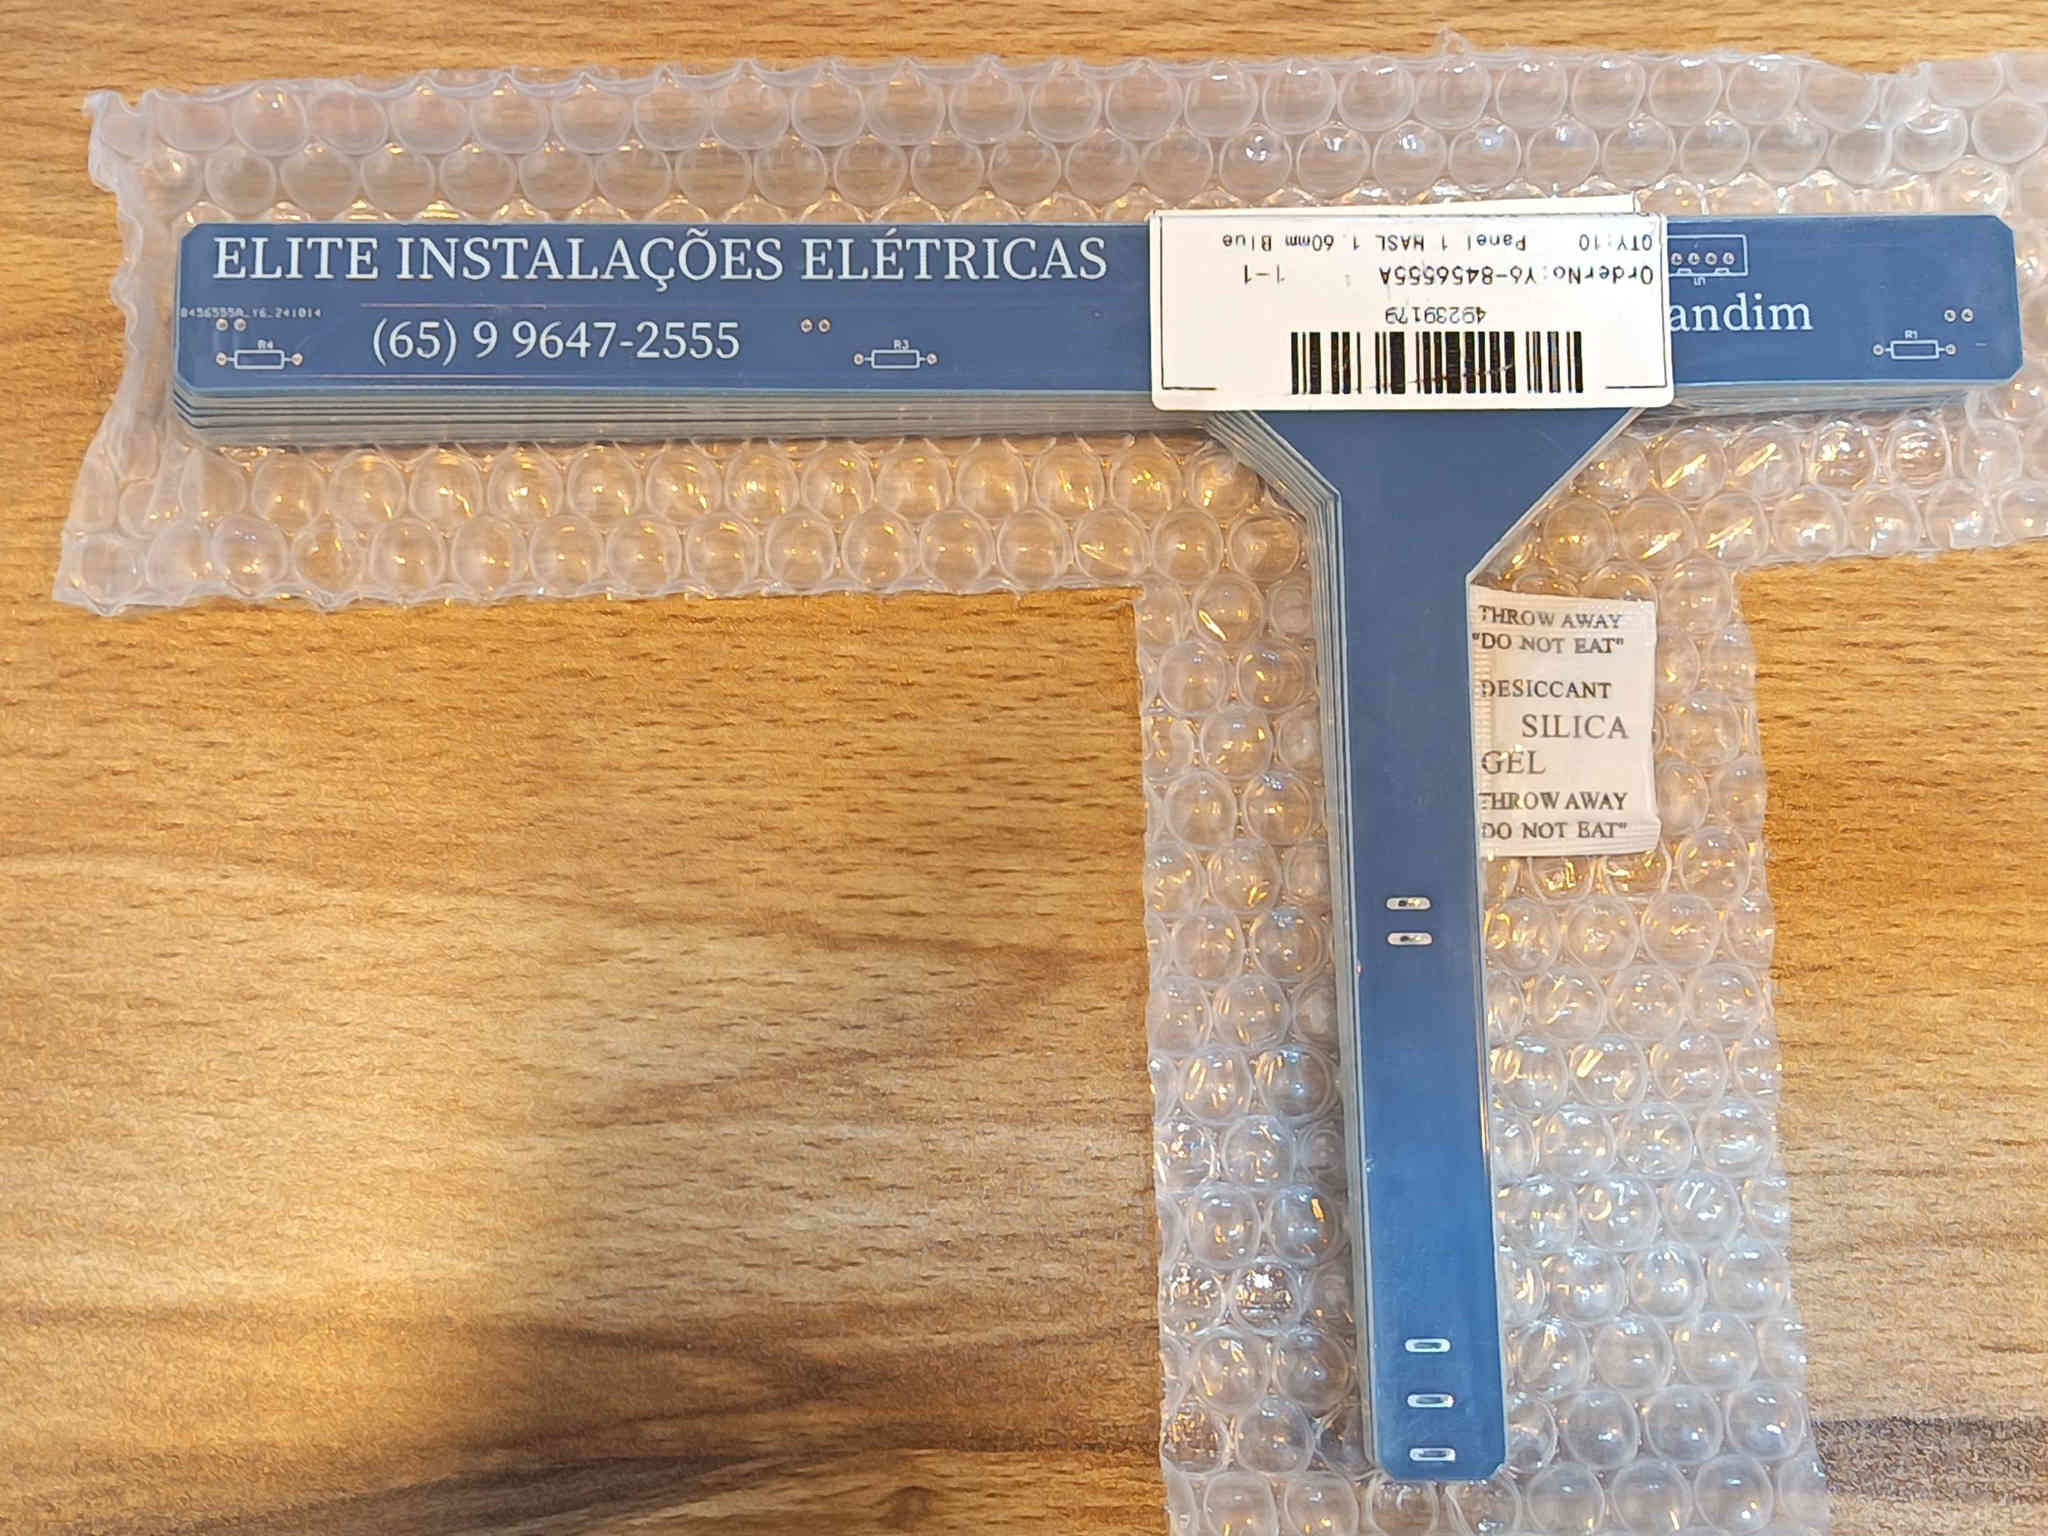 ELITE INSTALAÇÕES ELÉTRICAS
8456555A_Y6_241014
(65) 9 9647-2555
R4
R3
49239179
OrderNo:Y6-8456555A 1-1
QTY:10 Panel 1 HASL 1.60mm Blue
U1
andim
R1
THROW AWAY
"DO NOT EAT"
DESICCANT
SILICA
GEL
THROW AWAY
DO NOT EAT"